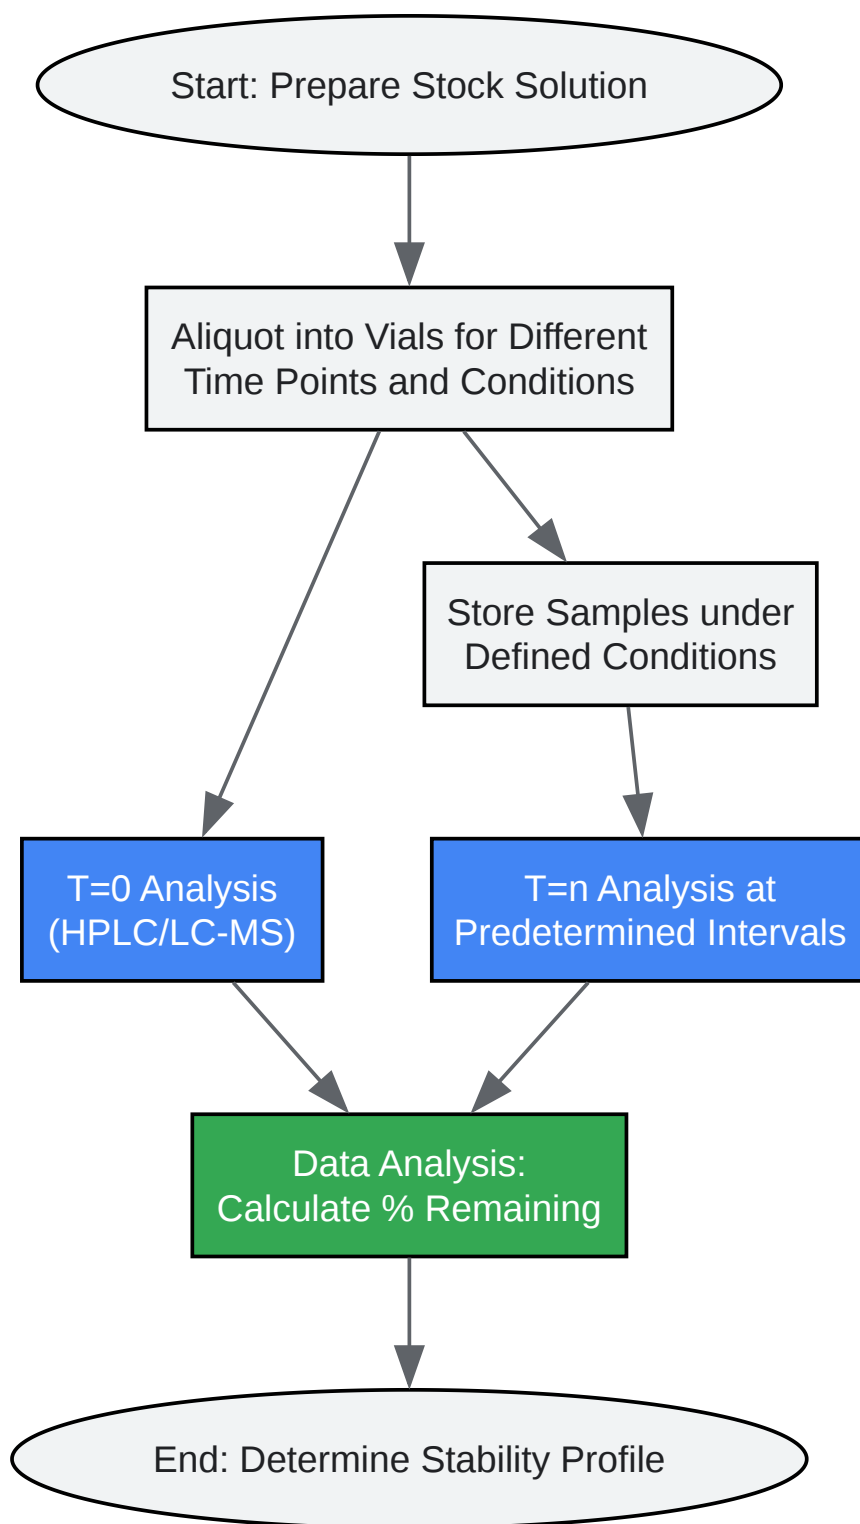 Start: Prepare Stock Solution
Aliquot into Vials for Different
Time Points and Conditions
Store Samples under
Defined Conditions
T=0 Analysis
(HPLC/LC-MS)
T=n Analysis at
Predetermined Intervals
Data Analysis:
Calculate % Remaining
End: Determine Stability Profile